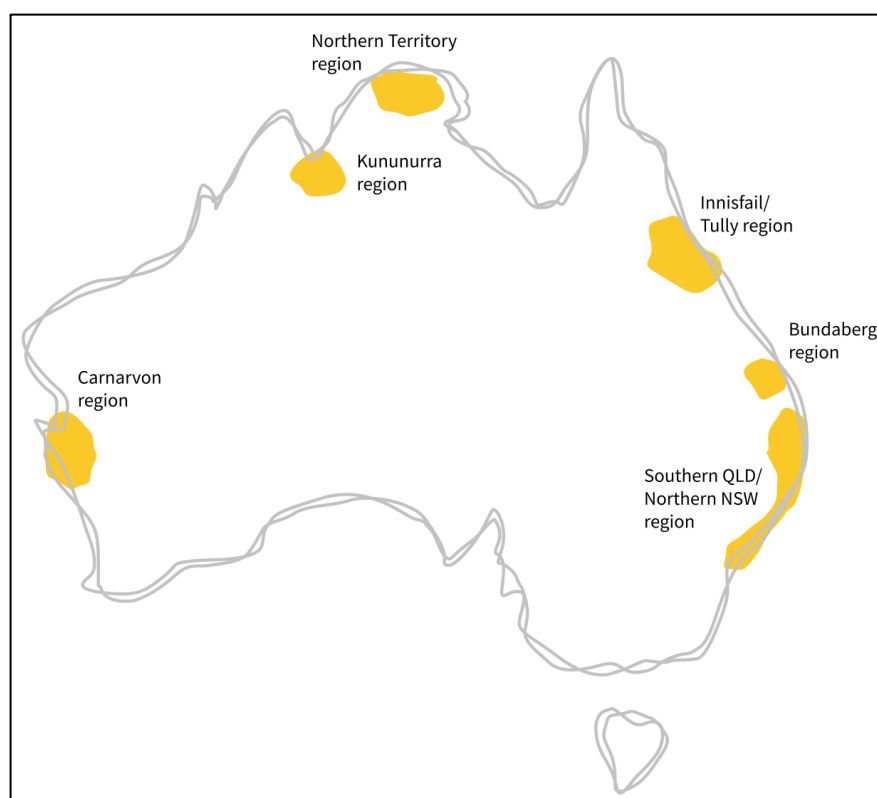 Northern Territory
region
Kununurra
region
Innisfail/
Tully region
Bundaberg
region
Carnarvon
region
Southern QLD/
Northern NSW
region